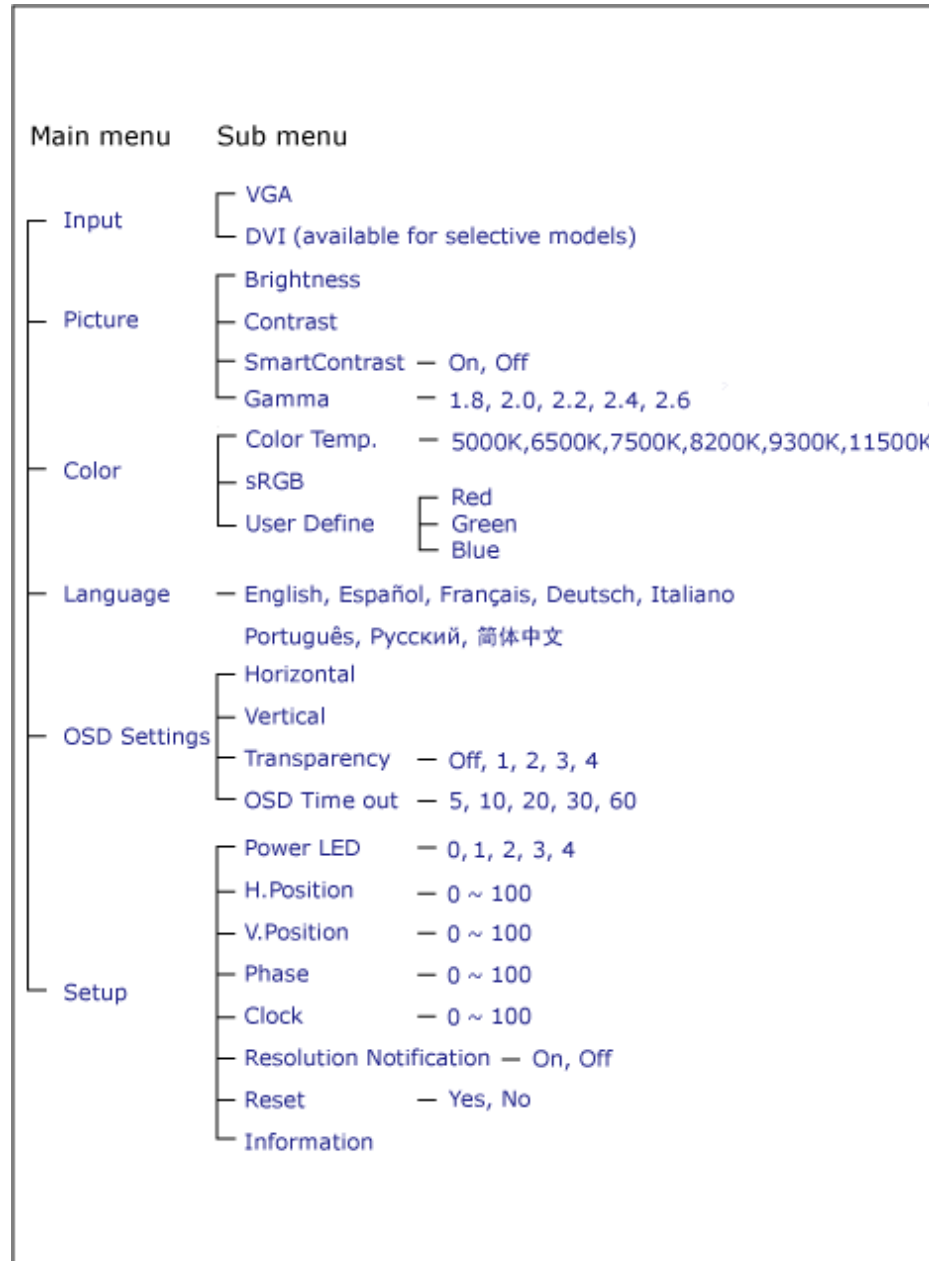 Main menu Sub menu
VGA
Input
DVI (available for selective models)
Brightness
Picture Contrast
SmartContrast — On, Off
Gamma — 1.8, 2.0, 2.2, 2.4, 2.6
Color Temp. — 5000K,6500K,7500K,8200K,9300K,11500K
Color
sRGB
Red
User Define Green
Blue
Language — English, Español, Français, Deutsch, Italiano
Português, Русский, 简体中文
Horizontal
Vertical
OSD Settings
Transparency — Off, 1, 2, 3, 4
OSD Time out — 5, 10, 20, 30, 60
Power LED — 0, 1, 2, 3, 4
H.Position — 0 ~ 100
V.Position — 0 ~ 100
Phase — 0 ~ 100
Setup
Clock — 0 ~ 100
Resolution Notification — On, Off
Reset — Yes, No
Information